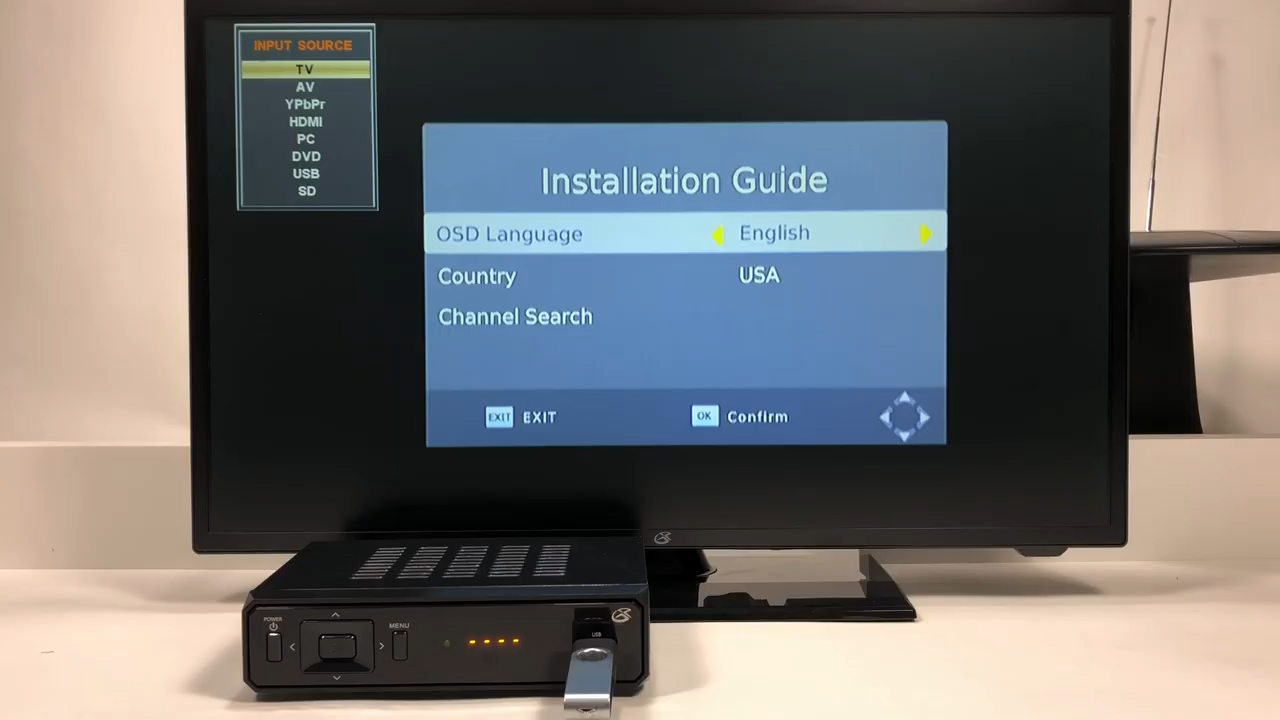 INPUT SOURCE
TV
AV
YPbPr
HDMI
PC
DVD
USB
SD
Installation Guide
OSD Language English
Country USA
Channel Search
EXIT EXIT
OK Confirm
POWER
MENU
USB